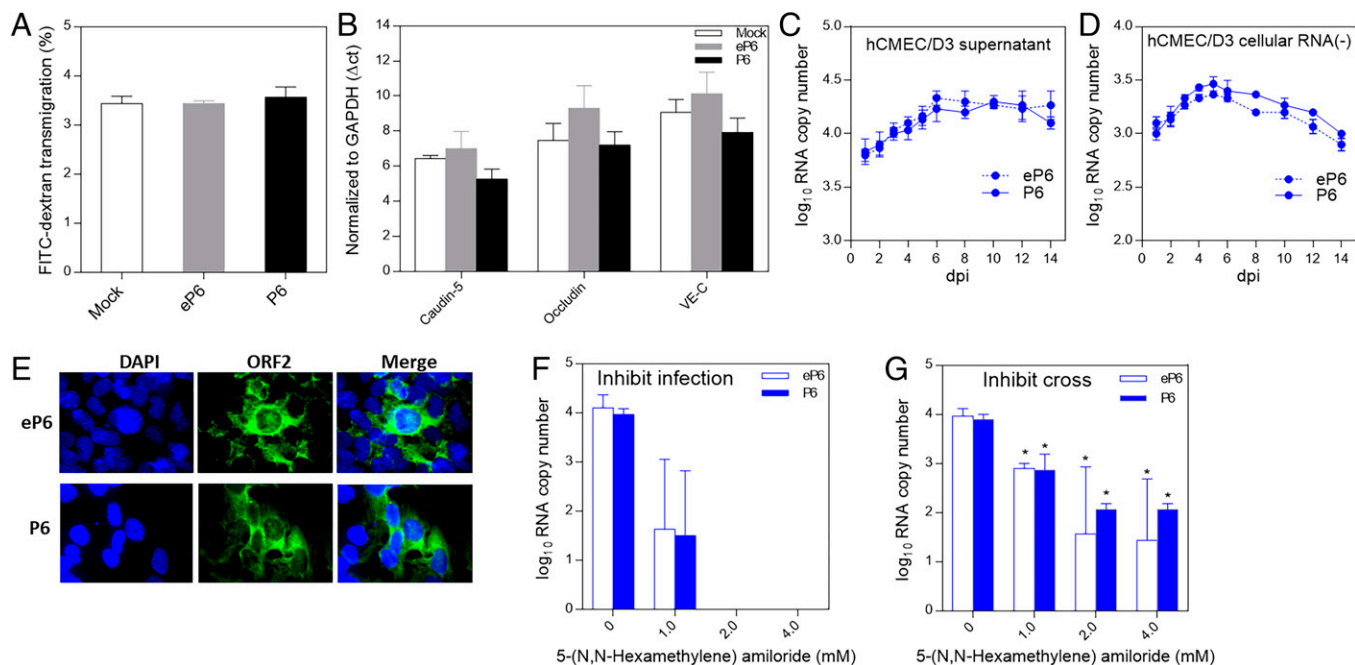 A
FITC-dextran transmigration (%)
5
4
3
2
1
0
Mock
eP6
P6
B
Normalized to GAPDH (Δct)
14
12
10
8
6
4
2
0
Mock
eP6
P6
Caudin-5
Occludin
VE-C
C
hCMEC/D3 supernatant
log10 RNA copy number
5.0
4.5
4.0
3.5
3.0
eP6
P6
0 2 4 6 8 10 12 14
dpi
D
hCMEC/D3 cellular RNA(-)
log10 RNA copy number
4.0
3.5
3.0
2.5
2.0
eP6
P6
0 2 4 6 8 10 12 14
dpi
E
DAPI ORF2 Merge
eP6
P6
F
Inhibit infection
eP6
P6
log10 RNA copy number
5
4
3
2
1
0
0 1.0 2.0 4.0
5-(N,N-Hexamethylene) amiloride (mM)
G
Inhibit cross
eP6
P6
log10 RNA copy number
5
4
3
2
1
0
* * * * * *
0 1.0 2.0 4.0
5-(N,N-Hexamethylene) amiloride (mM)